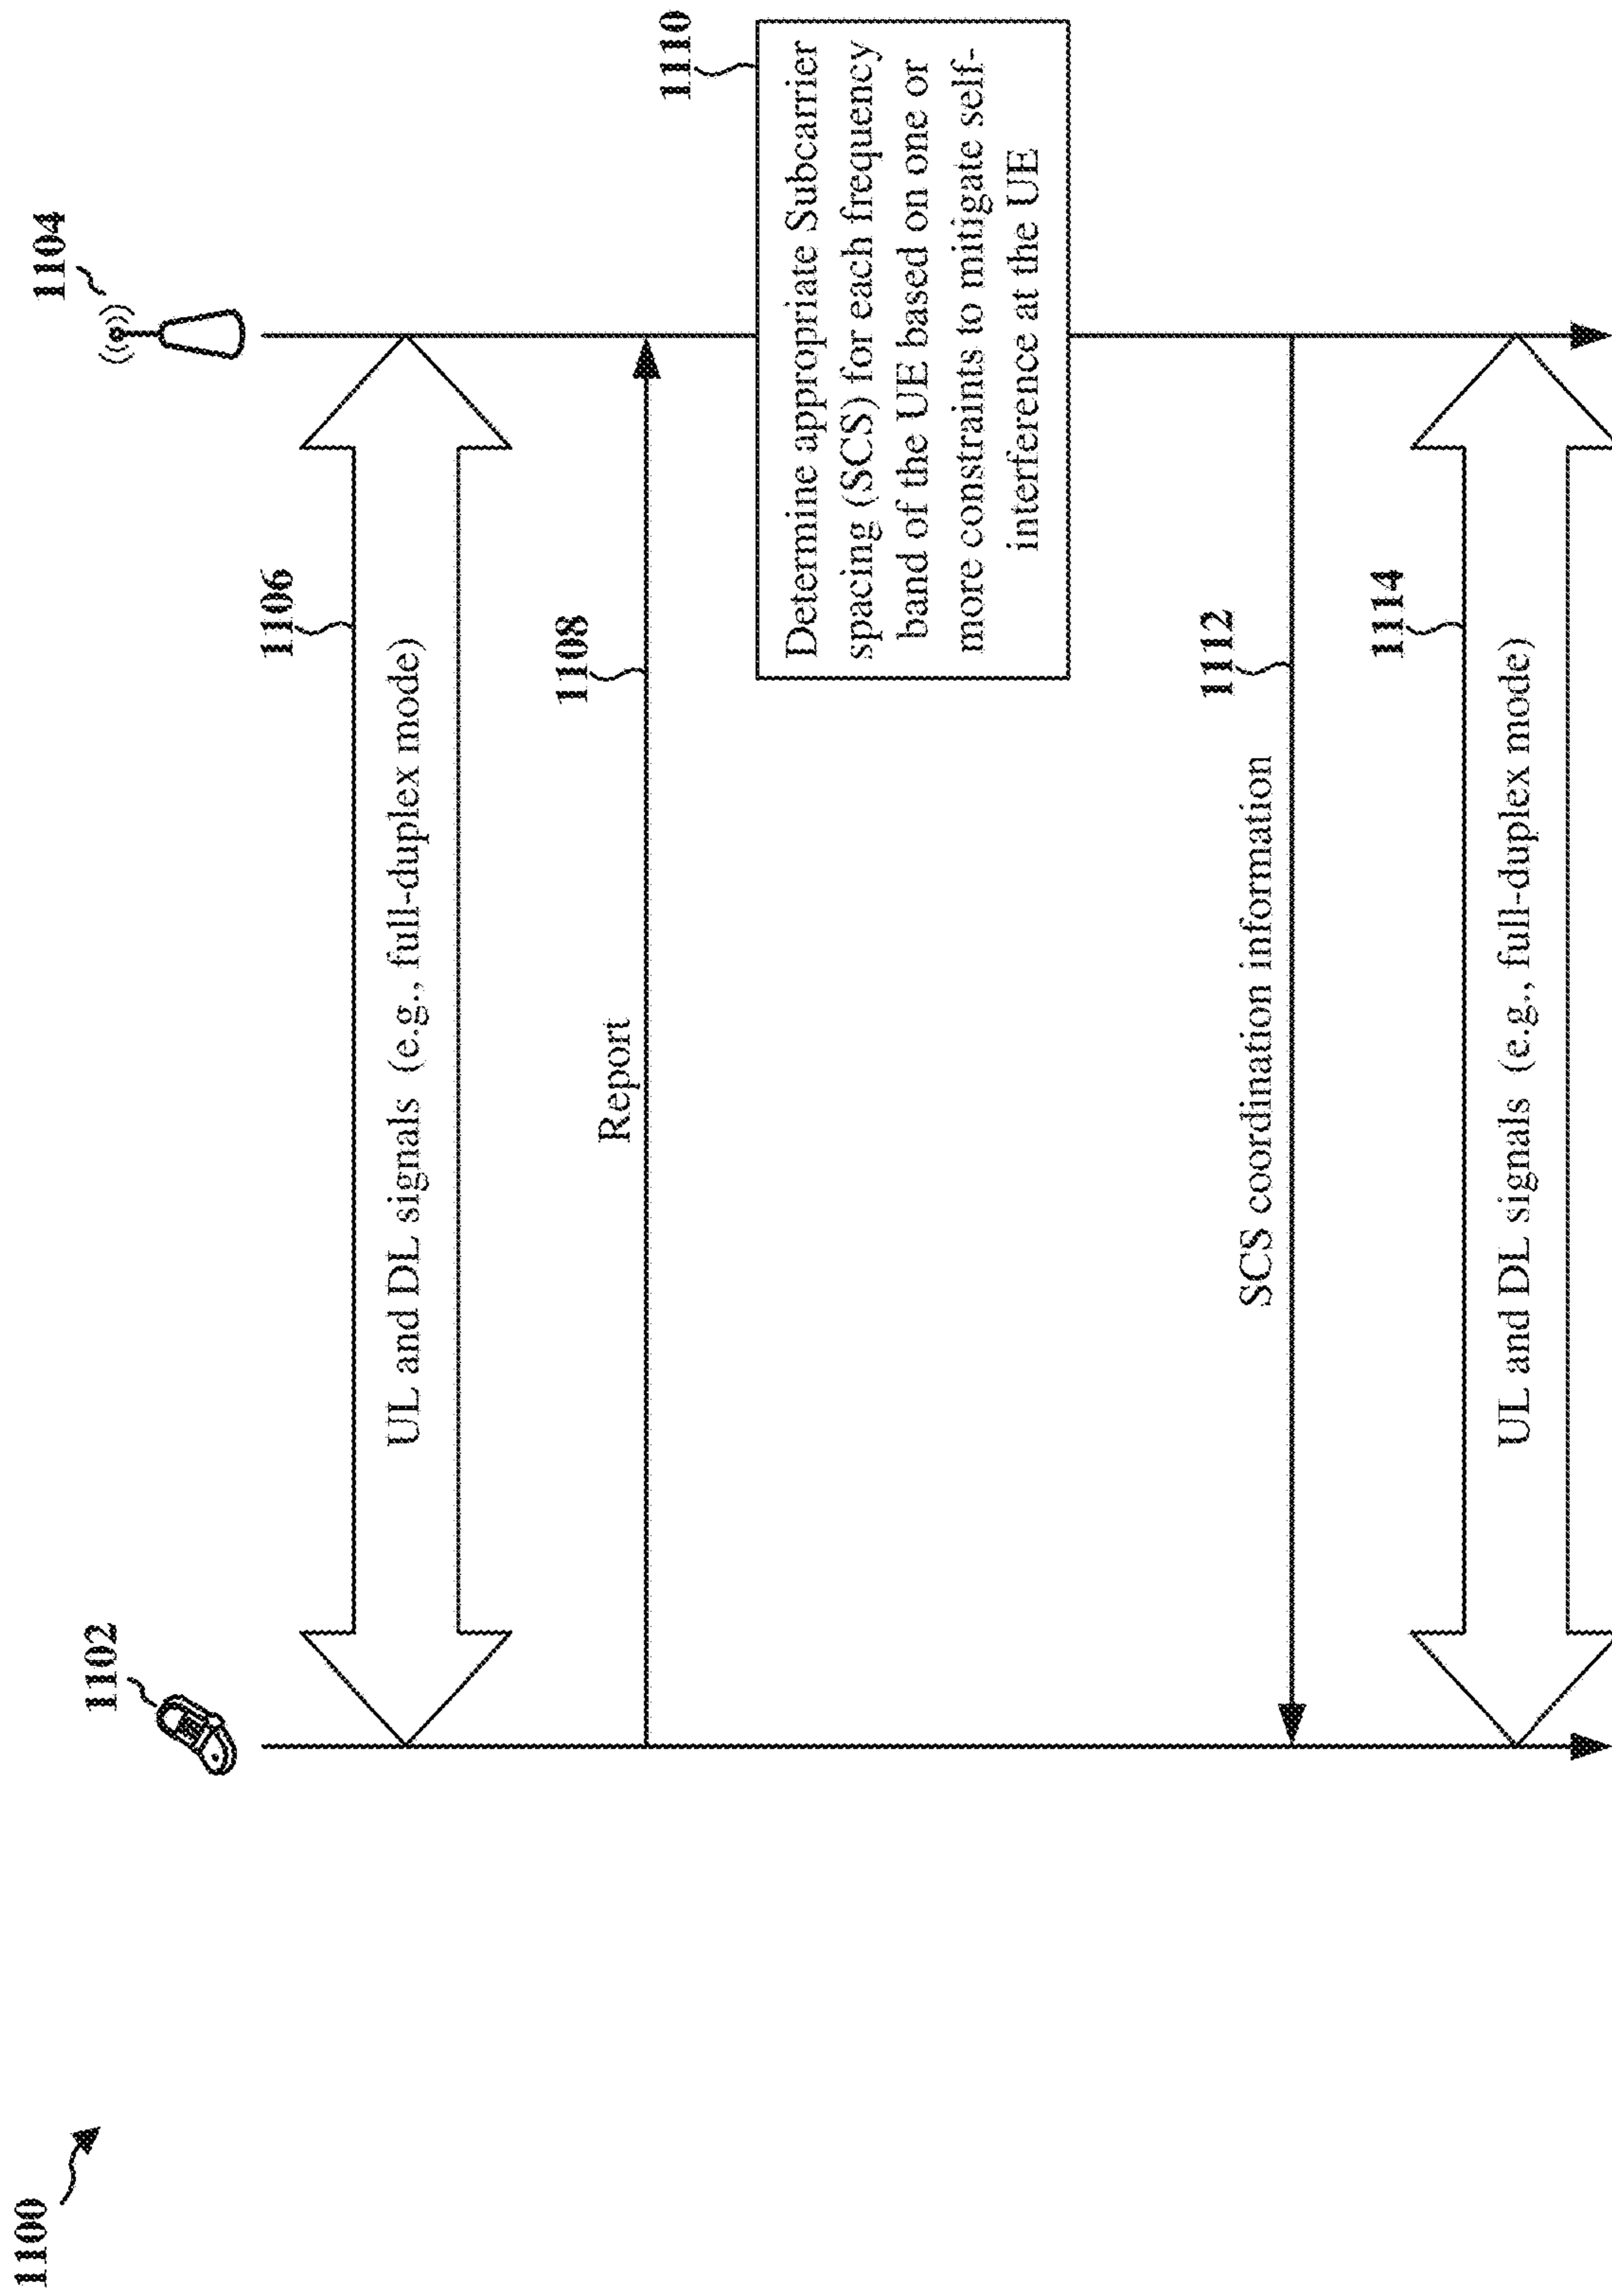 1100
1102
1104
1106
UL and DL signals (e.g., full-duplex mode)
1108
Report
1110
Determine appropriate Subcarrier
spacing (SCS) for each frequency
band of the UE based on one or
more constraints to mitigate self-
interference at the UE
1112
SCS coordination information
1114
UL and DL signals (e.g., full-duplex mode)